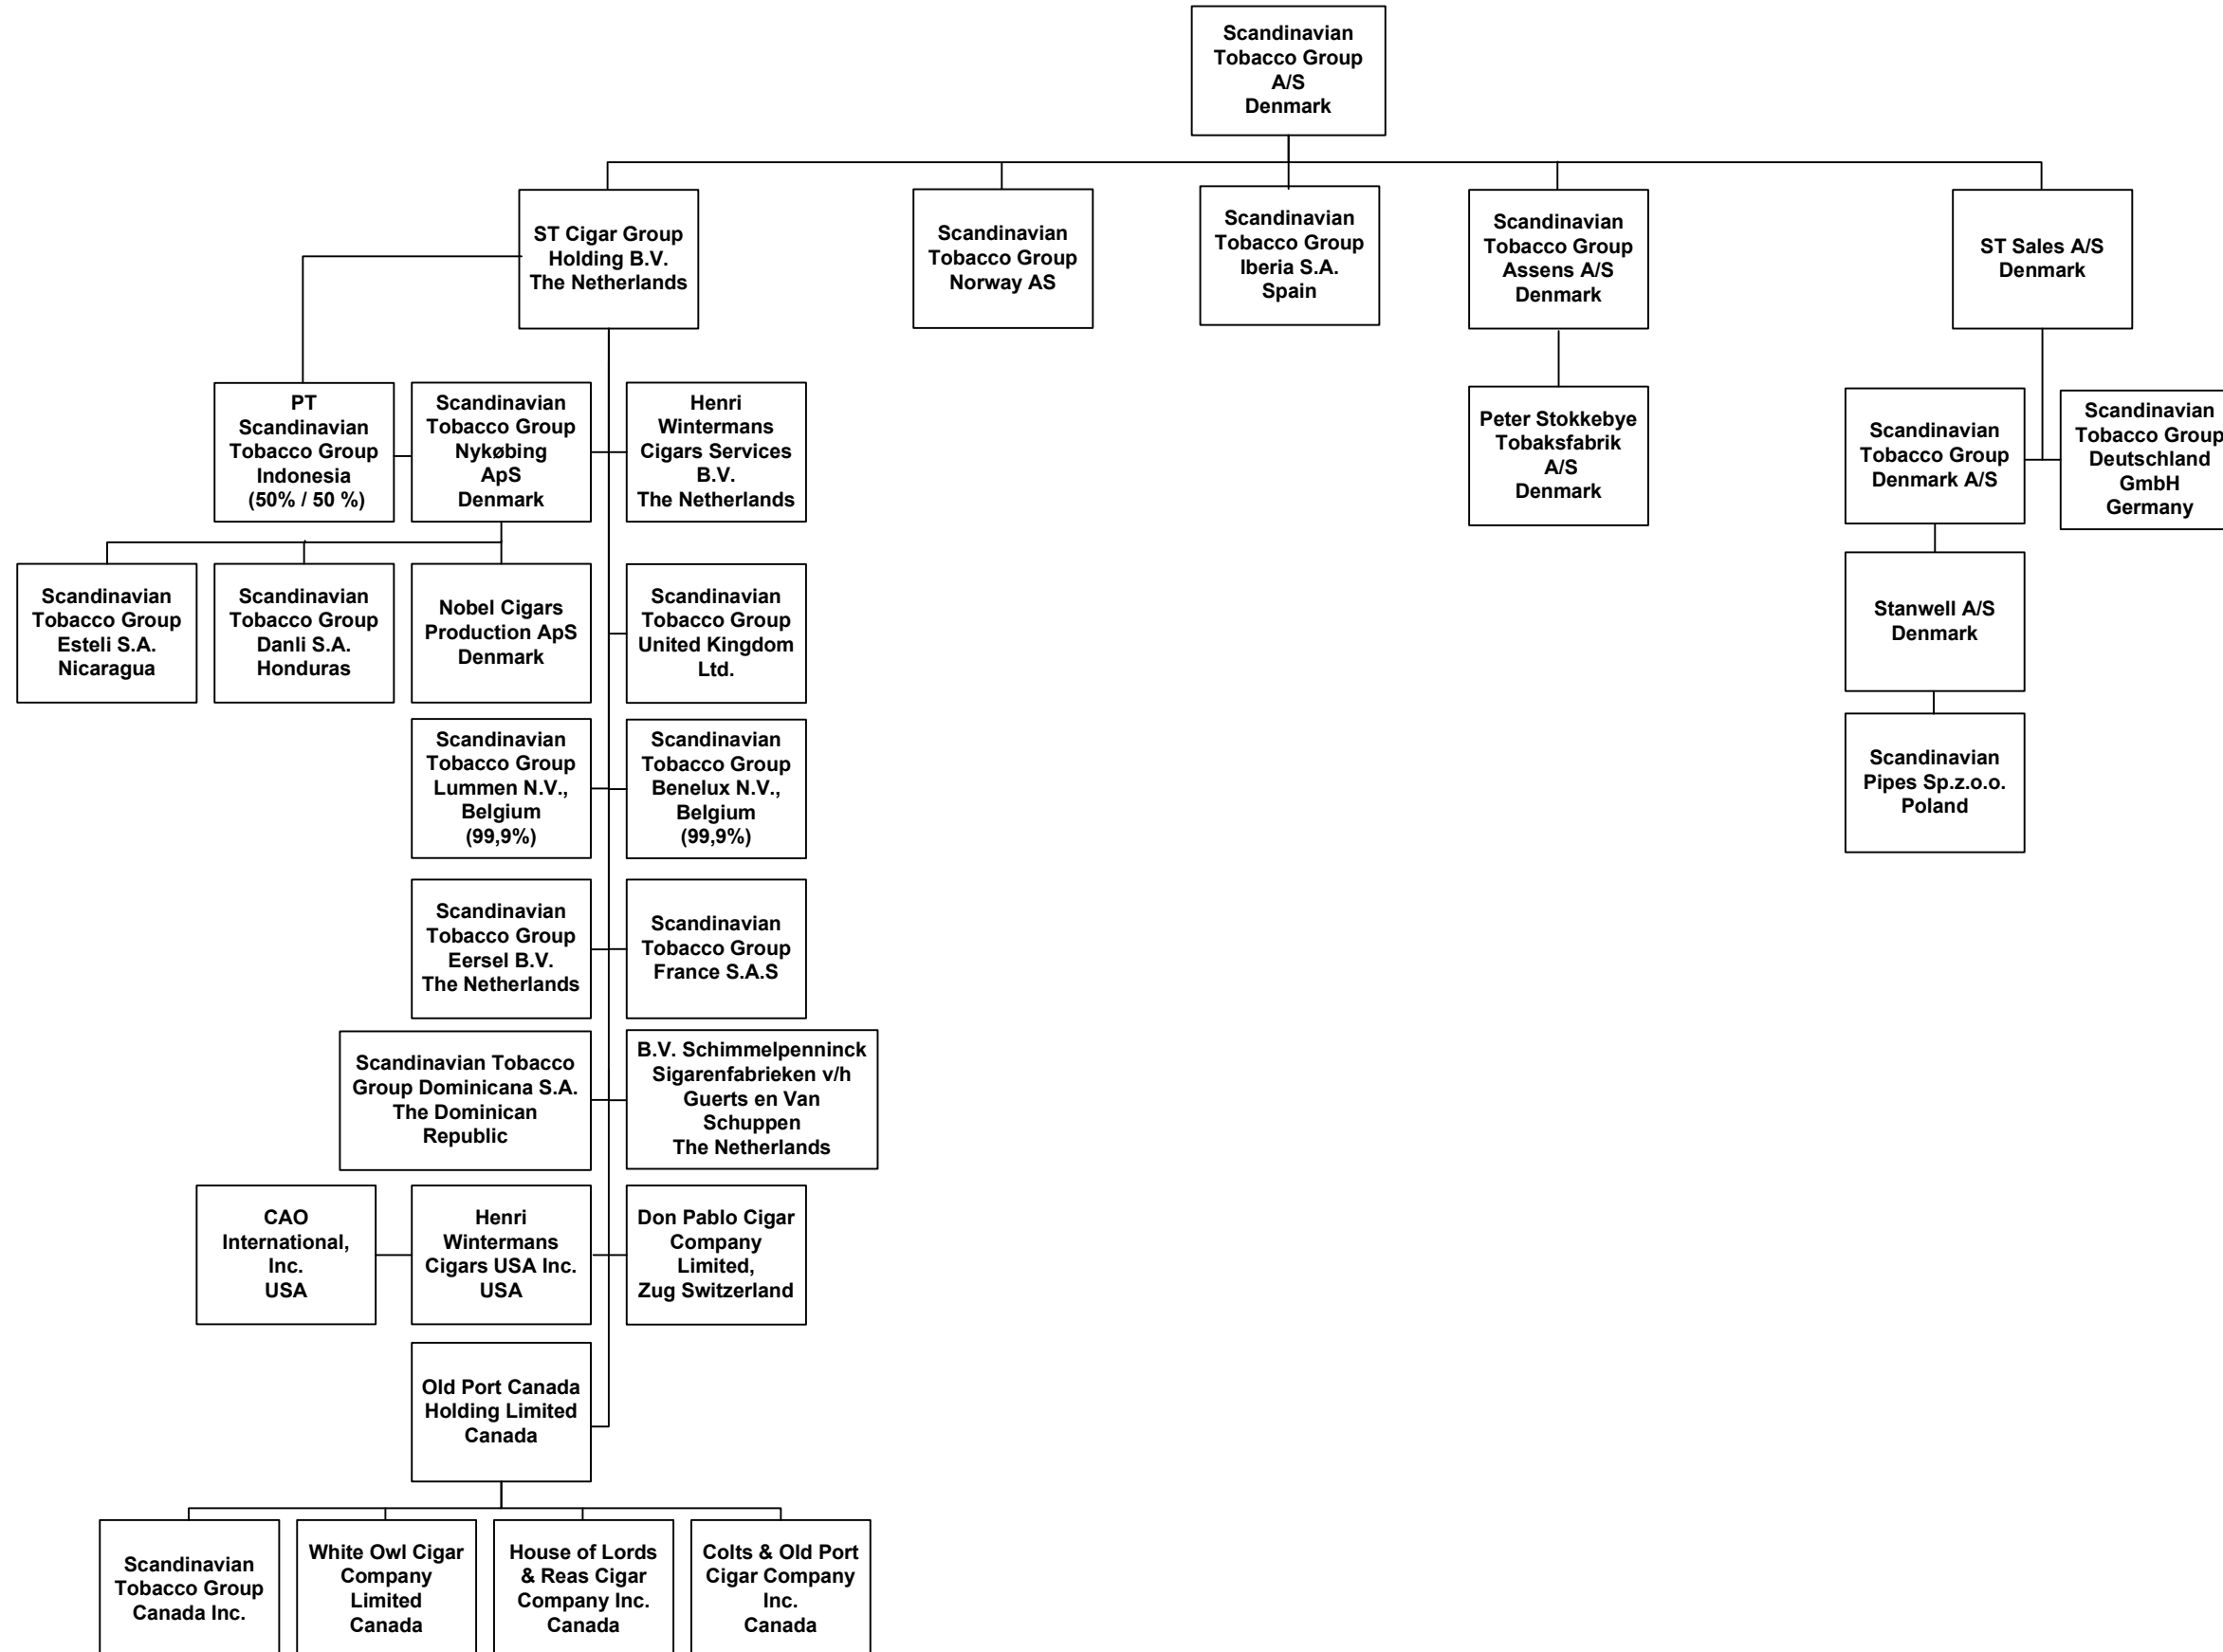 Scandinavian
Tobacco Group
A/S
Denmark
ST Cigar Group
Holding B.V.
The Netherlands
Scandinavian
Tobacco Group
Norway AS
Scandinavian
Tobacco Group
Iberia S.A.
Spain
Scandinavian
Tobacco Group
Assens A/S
Denmark
ST Sales A/S
Denmark
PT
Scandinavian
Tobacco Group
Indonesia
(50% / 50 %)
Scandinavian
Tobacco Group
Nykøbing
ApS
Denmark
Henri
Wintermans
Cigars Services
B.V.
The Netherlands
Peter Stokkebye
Tobaksfabrik
A/S
Denmark
Scandinavian
Tobacco Group
Denmark A/S
Scandinavian
Tobacco Group
Deutschland
GmbH
Germany
Scandinavian
Tobacco Group
Esteli S.A.
Nicaragua
Scandinavian
Tobacco Group
Danli S.A.
Honduras
Nobel Cigars
Production ApS
Denmark
Scandinavian
Tobacco Group
United Kingdom
Ltd.
Stanwell A/S
Denmark
Scandinavian
Tobacco Group
Lummen N.V.,
Belgium
(99,9%)
Scandinavian
Tobacco Group
Benelux N.V.,
Belgium
(99,9%)
Scandinavian
Pipes Sp.z.o.o.
Poland
Scandinavian
Tobacco Group
Eersel B.V.
The Netherlands
Scandinavian
Tobacco Group
France S.A.S
Scandinavian Tobacco
Group Dominicana S.A.
The Dominican
Republic
B.V. Schimmelpenninck
Sigarenfabrieken v/h
Guerts en Van
Schuppen
The Netherlands
CAO
International,
Inc.
USA
Henri
Wintermans
Cigars USA Inc.
USA
Don Pablo Cigar
Company
Limited,
Zug Switzerland
Old Port Canada
Holding Limited
Canada
Scandinavian
Tobacco Group
Canada Inc.
White Owl Cigar
Company
Limited
Canada
House of Lords
& Reas Cigar
Company Inc.
Canada
Colts & Old Port
Cigar Company
Inc.
Canada